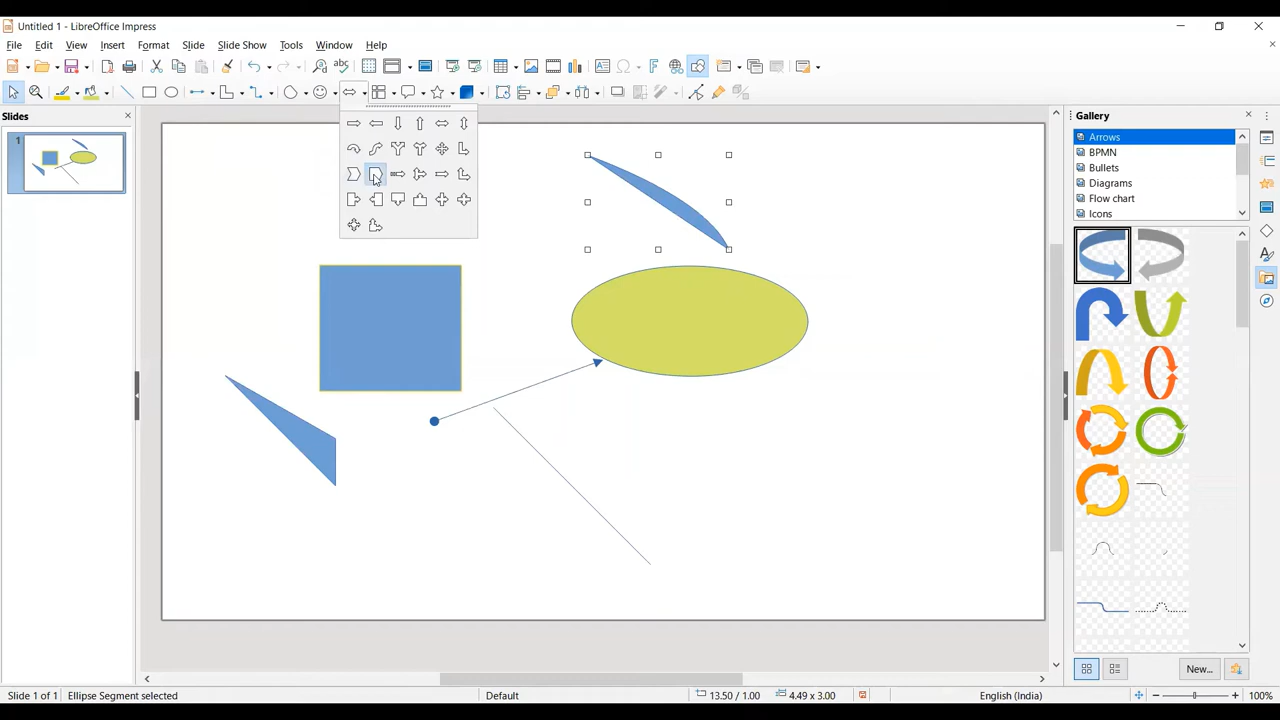 Untitled 1 - LibreOffice Impress
File Edit View Insert Format Slide Slide Show Tools Window Help
Slides
1
Gallery
Arrows
BPMN
Bullets
Diagrams
Flow chart
Icons
New...
Slide 1 of 1 Ellipse Segment selected Default 13.50 / 1.00 4.49 x 3.00 English (India) 100%